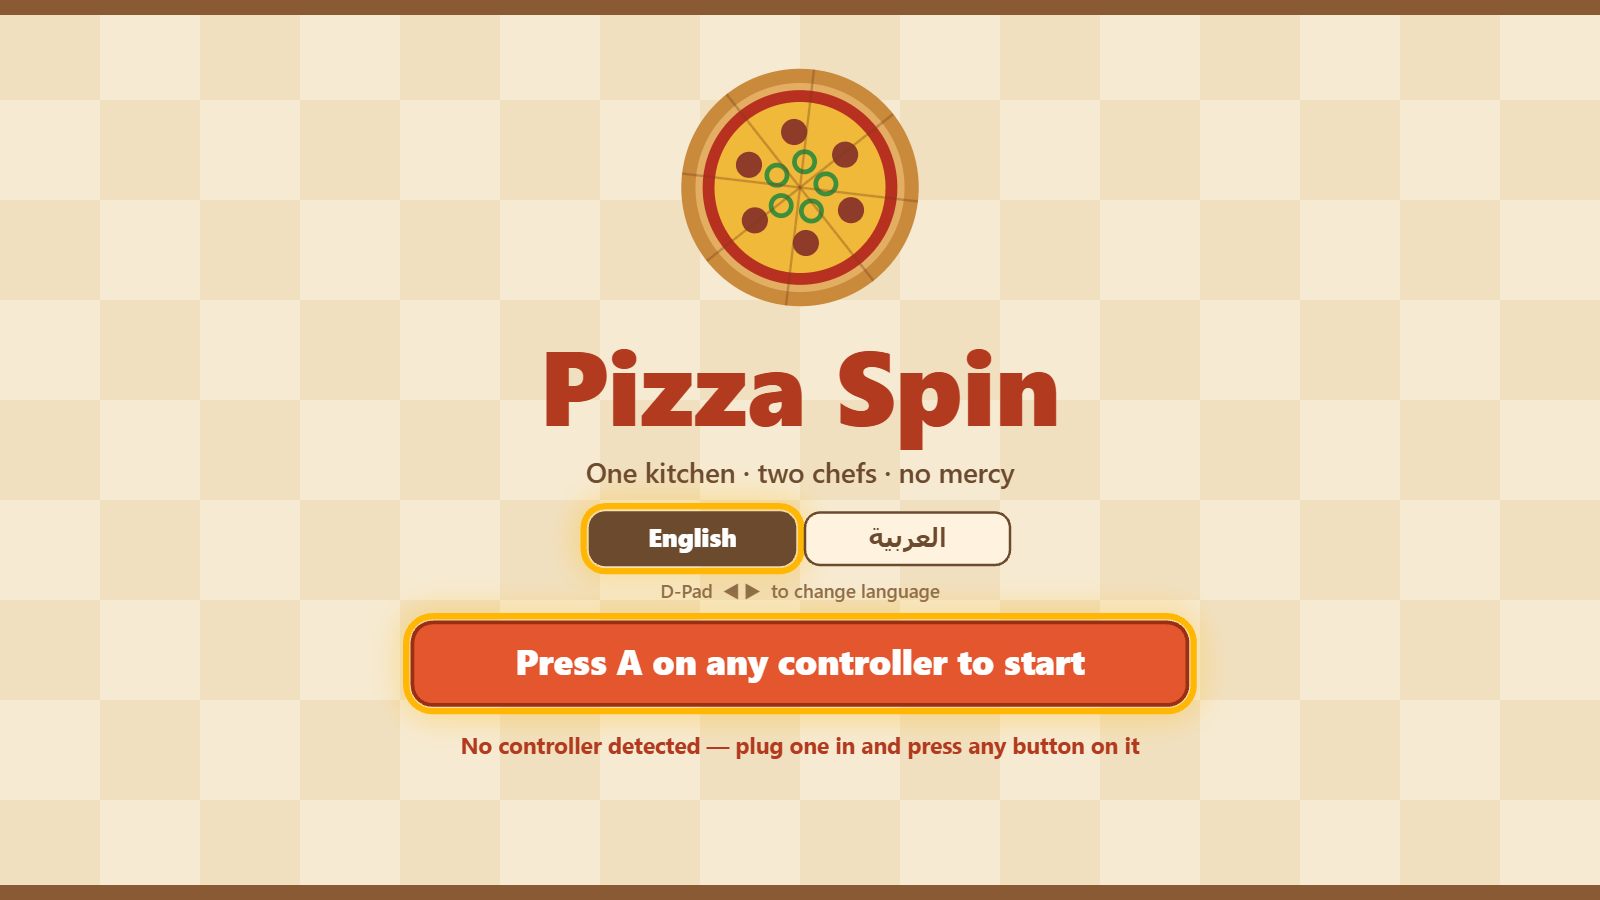 Pizza Spin
One kitchen · two chefs · no mercy
English
العربية
D-Pad ◀ ▶ to change language
Press A on any controller to start
No controller detected — plug one in and press any button on it